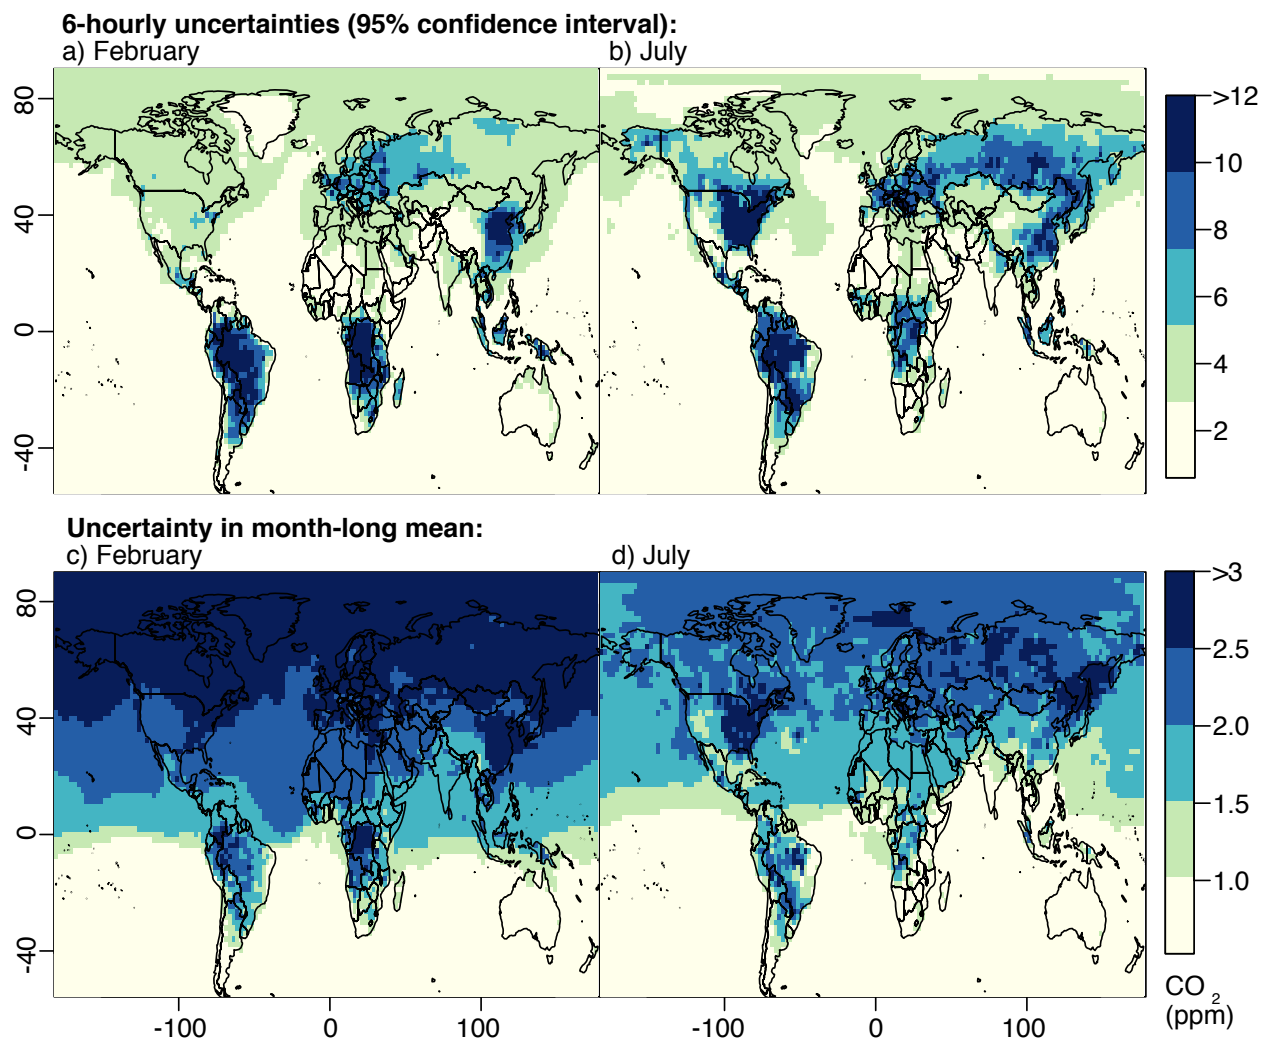 6-hourly uncertainties (95% confidence interval):
a) February
b) July
80
40
0
-40
>12
10
8
6
4
2
Uncertainty in month-long mean:
c) February
d) July
80
40
0
-40
-100 0 100
-100 0 100
>3
2.5
2.0
1.5
1.0
CO2
(ppm)